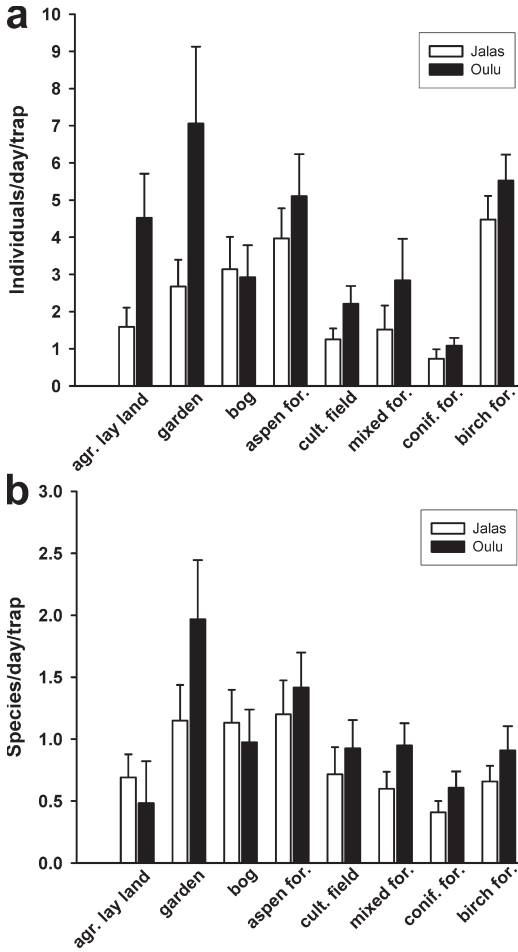 a
10
9
8
7
6
5
4
3
2
1
0
Individuals/day/trap
Jalas
Oulu
agr. lay land
garden
bog
aspen for.
cult. field
mixed for.
conif. for.
birch for.
b
3.0
2.5
2.0
1.5
1.0
0.5
0.0
Species/day/trap
Jalas
Oulu
agr. lay land
garden
bog
aspen for.
cult. field
mixed for.
conif. for.
birch for.